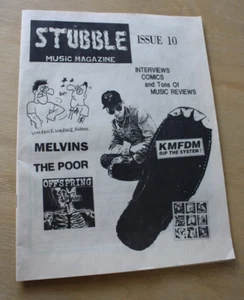 STUBBLE
MUSIC MAGAZINE
ISSUE 10
INTERVIEWS
COMICS
and Tons Of
MUSIC REVIEWS
MELVINS
THE POOR
OFFSPRING
KMFDM
RIP THE SYSTEM!